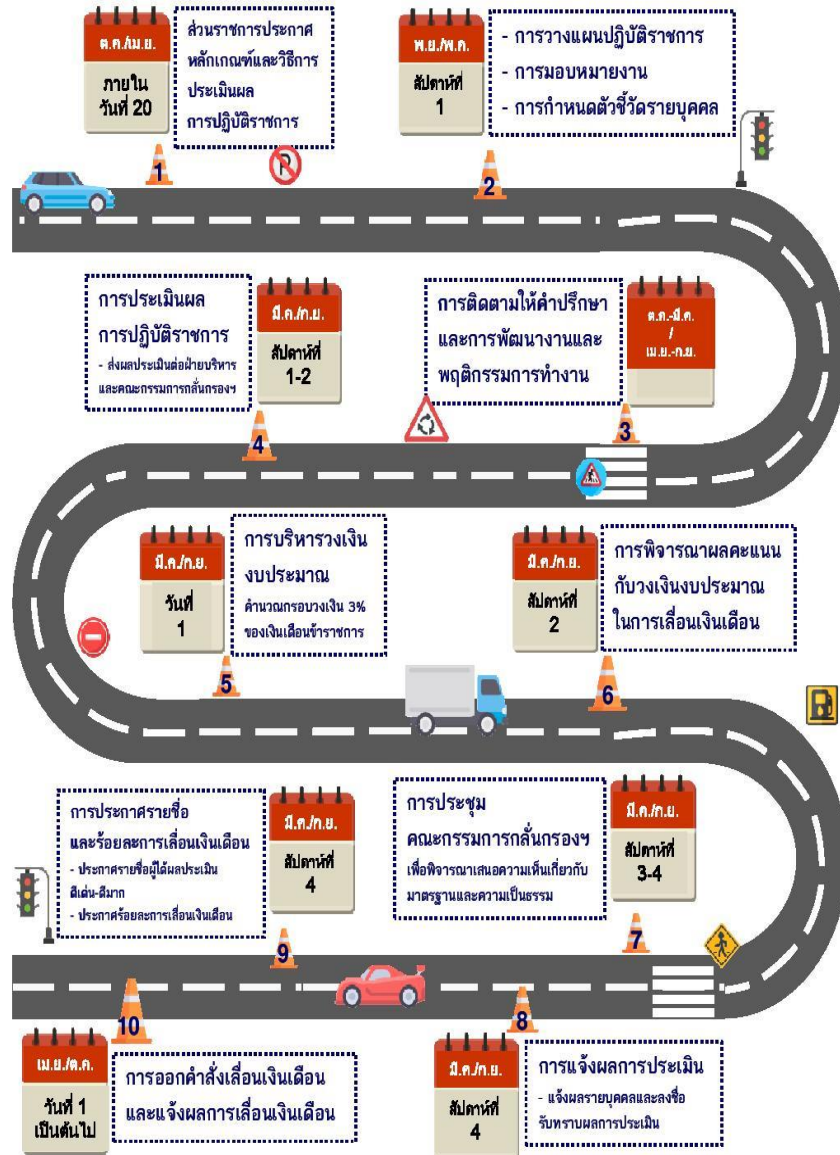 ต.ค./เม.ย.
ภายใน
วันที่ 20
ส่วนราชการประกาศ
หลักเกณฑ์และวิธีการ
ประเมินผล
การปฏิบัติราชการ
1
พ.ย./พ.ค.
สัปดาห์ที่
1
- การวางแผนปฏิบัติราชการ
- การมอบหมายงาน
- การกำหนดตัวชี้วัดรายบุคคล
2
P
การติดตามให้คำปรึกษา
และการพัฒนางานและ
พฤติกรรมการทำงาน
ต.ค.-มี.ค.
/
เม.ย.-ก.ย.
3
การประเมินผล
การปฏิบัติราชการ
- ส่งผลประเมินต่อฝ่ายบริหาร
และคณะกรรมการกลั่นกรองฯ
มี.ค./ก.ย.
สัปดาห์ที่
1-2
4
มี.ค./ก.ย.
วันที่
1
การบริหารวงเงิน
งบประมาณ
คำนวณกรอบวงเงิน 3%
ของเงินเดือนข้าราชการ
5
มี.ค./ก.ย.
สัปดาห์ที่
2
การพิจารณาผลคะแนน
กับวงเงินงบประมาณ
ในการเลื่อนเงินเดือน
6
การประชุม
คณะกรรมการกลั่นกรองฯ
เพื่อพิจารณาเสนอความเห็นเกี่ยวกับ
มาตรฐานและความเป็นธรรม
มี.ค./ก.ย.
สัปดาห์ที่
3-4
7
มี.ค./ก.ย.
สัปดาห์ที่
4
การแจ้งผลการประเมิน
- แจ้งผลรายบุคคลและลงชื่อ
รับทราบผลการประเมิน
8
การประกาศรายชื่อ
และร้อยละการเลื่อนเงินเดือน
- ประกาศรายชื่อผู้ได้ผลประเมิน
ดีเด่น-ดีมาก
- ประกาศร้อยละการเลื่อนเงินเดือน
มี.ค./ก.ย.
สัปดาห์ที่
4
9
10
เม.ย./ต.ค.
วันที่ 1
เป็นต้นไป
การออกคำสั่งเลื่อนเงินเดือน
และแจ้งผลการเลื่อนเงินเดือน